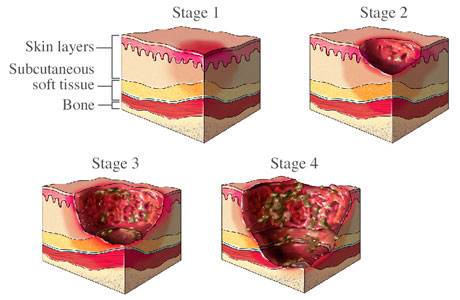 Stage 1
Stage 2
Skin layers
Subcutaneous
soft tissue
Bone
Stage 3
Stage 4